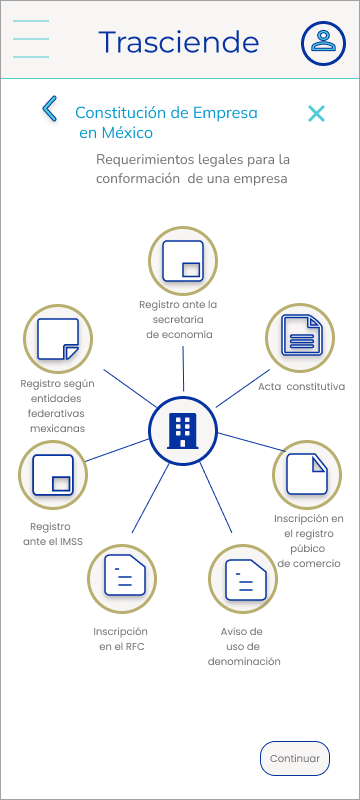 Trasciende
Constitución de Empresa
en México
Requerimientos legales para la
conformación de una empresa
Registro ante la
secretaría
de economía
Registro según
entidades
federativas
mexicanas
Acta constitutiva
Registro
ante el IMSS
Inscripción en
el registro
púbico
de comercio
Inscripción
en el RFC
Aviso de
uso de
denominación
Continuar